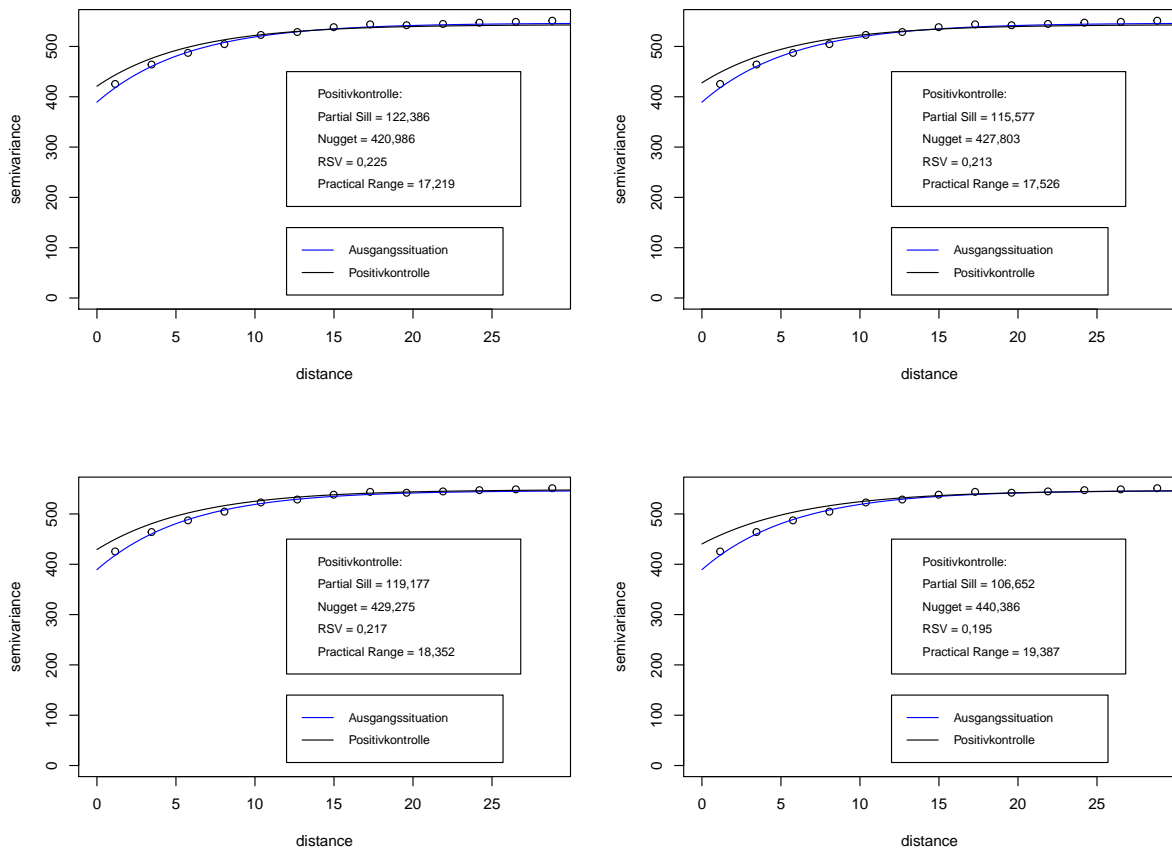 semivariance
500
400
300
200
100
0
Positivkontrolle:
Partial Sill = 122,386
Nugget = 420,986
RSV = 0,225
Practical Range = 17,219
Ausgangssituation
Positivkontrolle
0 5 10 15 20 25
distance
semivariance
500
400
300
200
100
0
Positivkontrolle:
Partial Sill = 115,577
Nugget = 427,803
RSV = 0,213
Practical Range = 17,526
Ausgangssituation
Positivkontrolle
0 5 10 15 20 25
distance
semivariance
500
400
300
200
100
0
Positivkontrolle:
Partial Sill = 119,177
Nugget = 429,275
RSV = 0,217
Practical Range = 18,352
Ausgangssituation
Positivkontrolle
0 5 10 15 20 25
distance
semivariance
500
400
300
200
100
0
Positivkontrolle:
Partial Sill = 106,652
Nugget = 440,386
RSV = 0,195
Practical Range = 19,387
Ausgangssituation
Positivkontrolle
0 5 10 15 20 25
distance